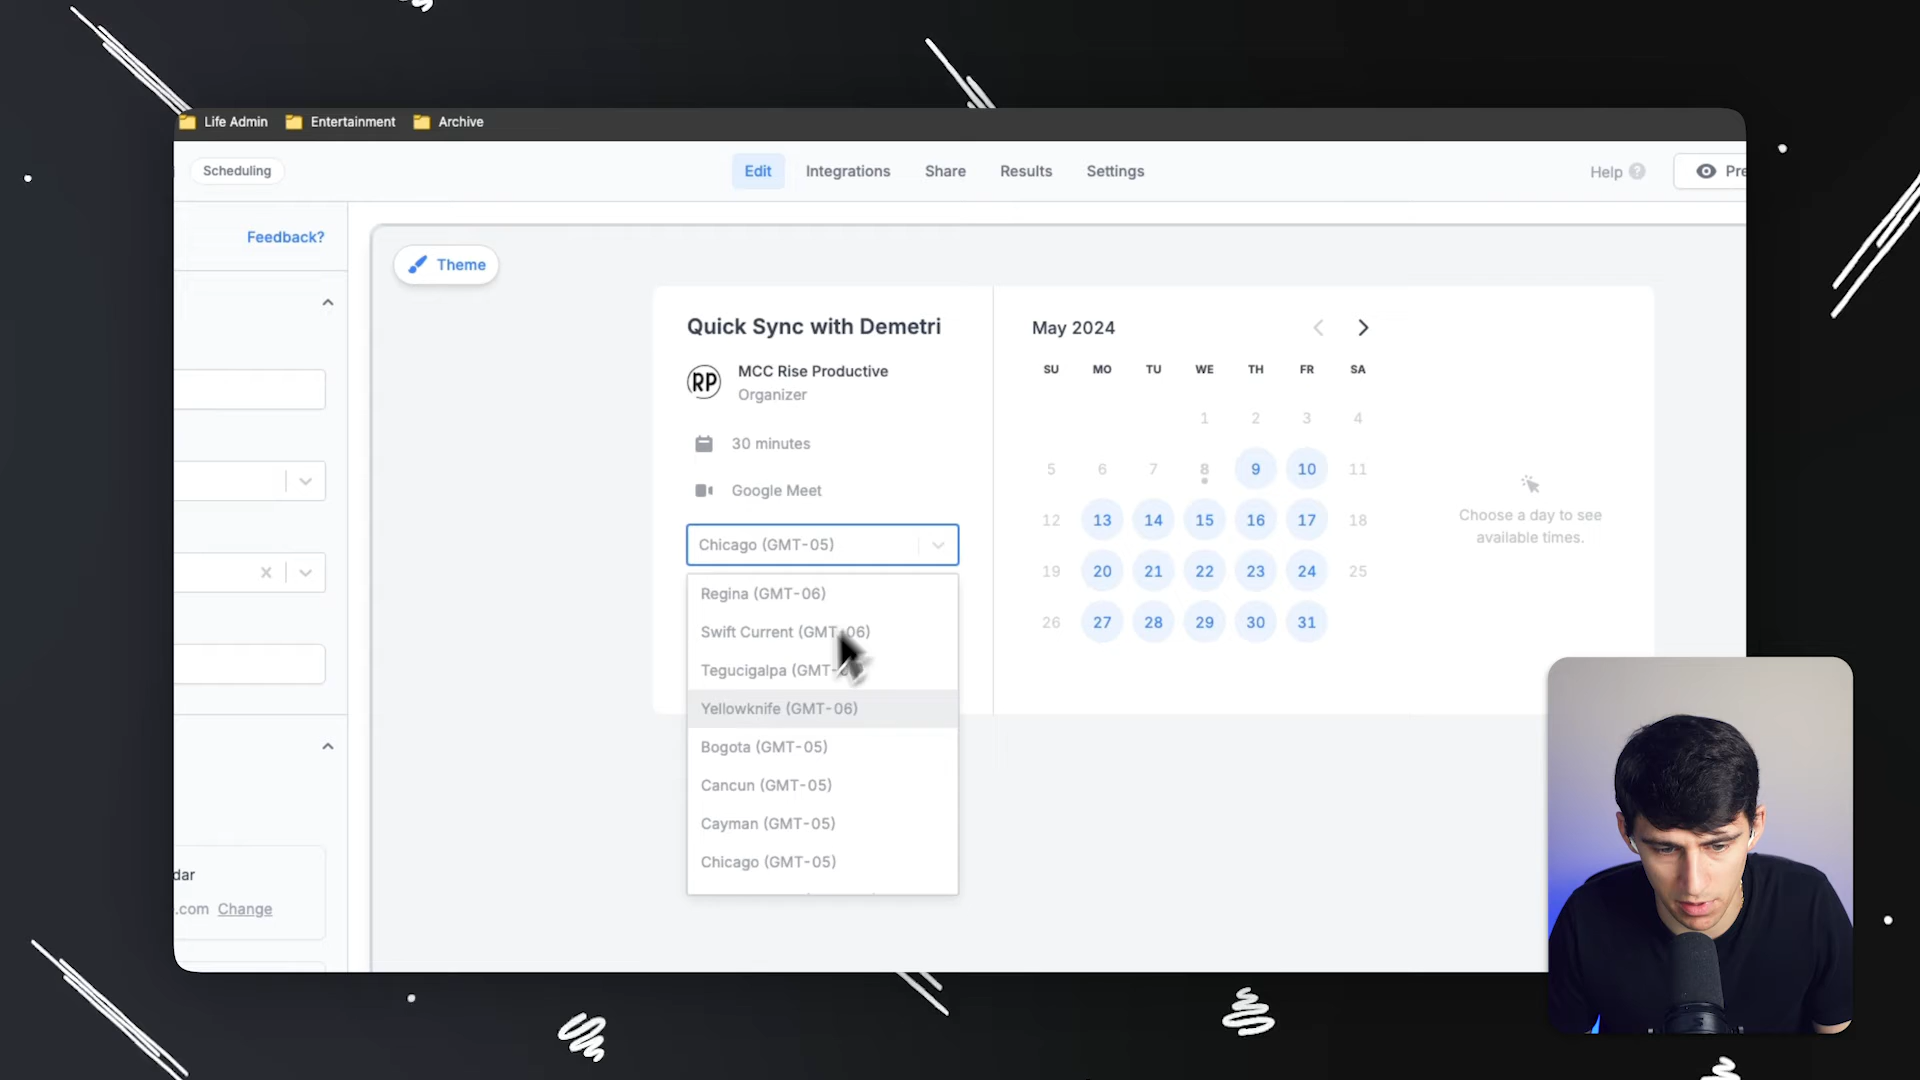 Life Admin
Entertainment
Archive
Scheduling
Edit
Integrations
Share
Results
Settings
Help ?
Pre
Feedback?
Theme
Quick Sync with Demetri
RP
MCC Rise Productive
Organizer
30 minutes
Google Meet
Chicago (GMT-05)
Regina (GMT-06)
Swift Current (GMT-06)
Tegucigalpa (GMT-
Yellowknife (GMT-06)
Bogota (GMT-05)
Cancun (GMT-05)
Cayman (GMT-05)
Chicago (GMT-05)
May 2024
SU MO TU WE TH FR SA
1 2 3 4
5 6 7 8 9 10 11
12 13 14 15 16 17 18
19 20 21 22 23 24 25
26 27 28 29 30 31
Choose a day to see
available times.
dar
.com Change